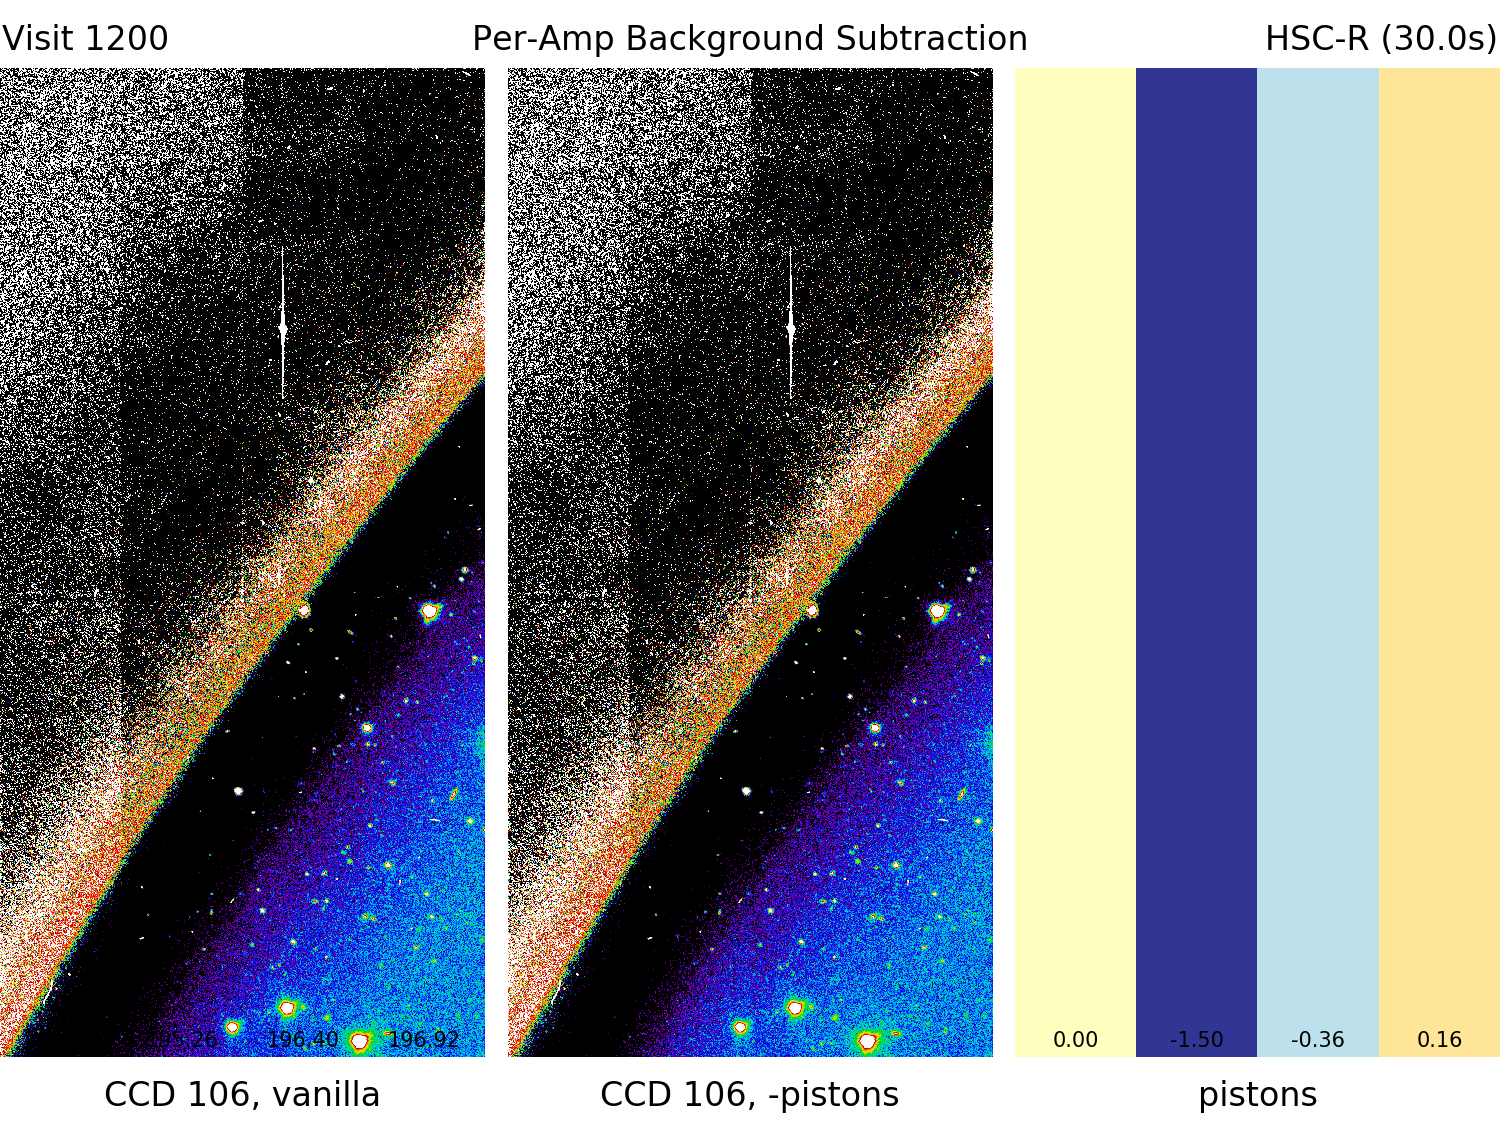 Visit 1200 Per-Amp Background Subtraction HSC-R (30.0s)
196.40 196.92
0.00 -1.50 -0.36 0.16
CCD 106, vanilla CCD 106, -pistons pistons